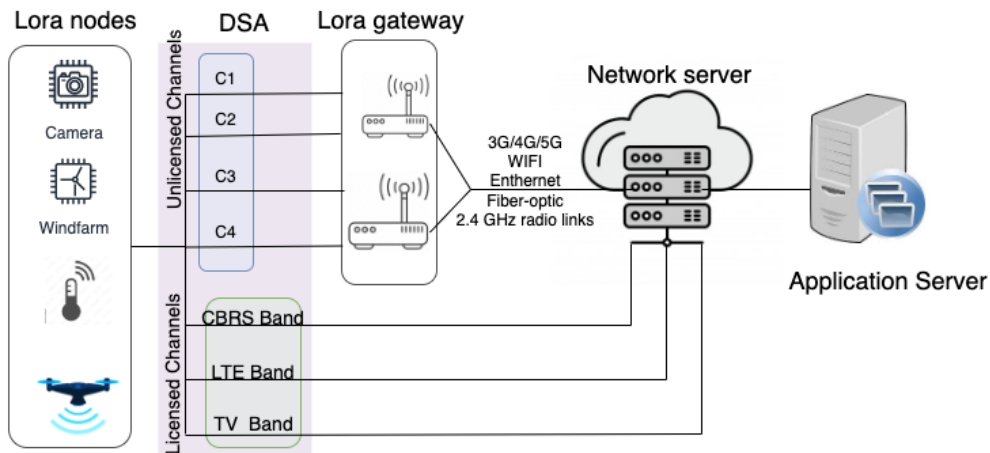 Lora nodes
DSA
Lora gateway
Unlicensed Channels
C1
C2
C3
C4
Camera
Windfarm
Network server
3G/4G/5G
WIFI
Enthernet
Fiber-optic
2.4 GHz radio links
Application Server
Licensed Channels
CBRS Band
LTE Band
TV Band